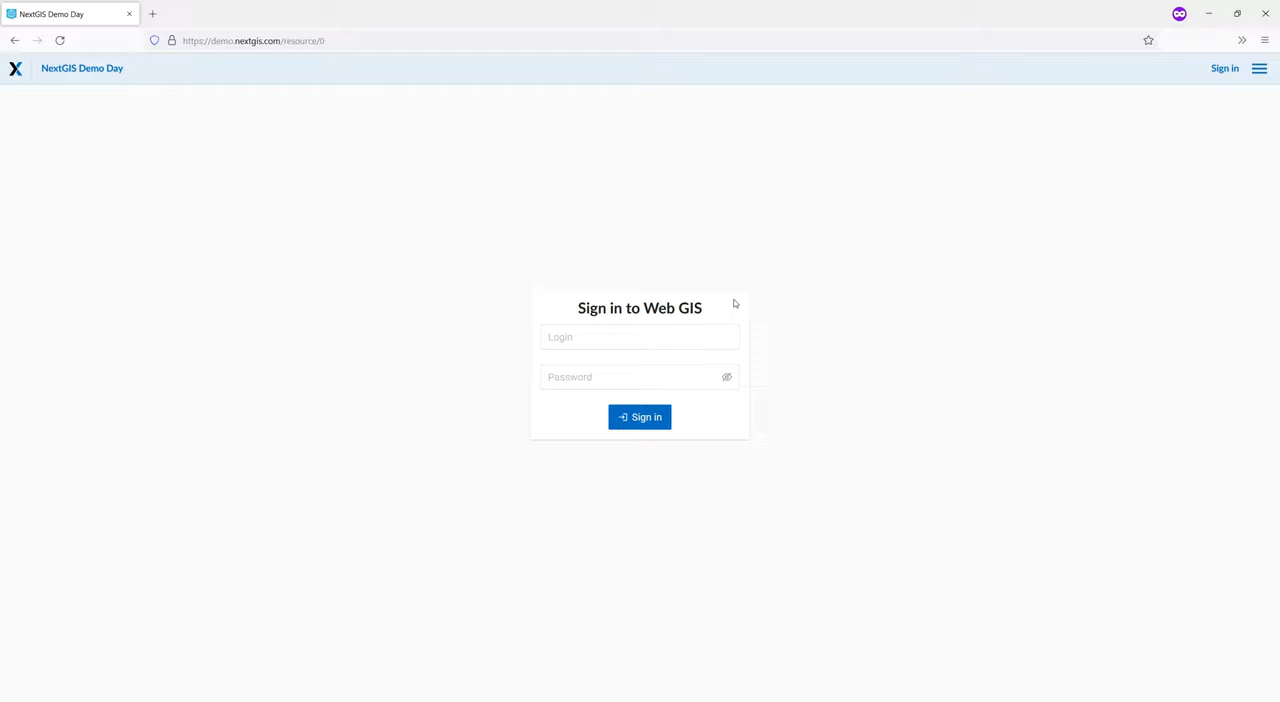 NextGIS Demo Day
https://demo.nextgis.com/resource/0
NextGIS Demo Day
Sign in
Sign in to Web GIS
Login
Password
Sign in